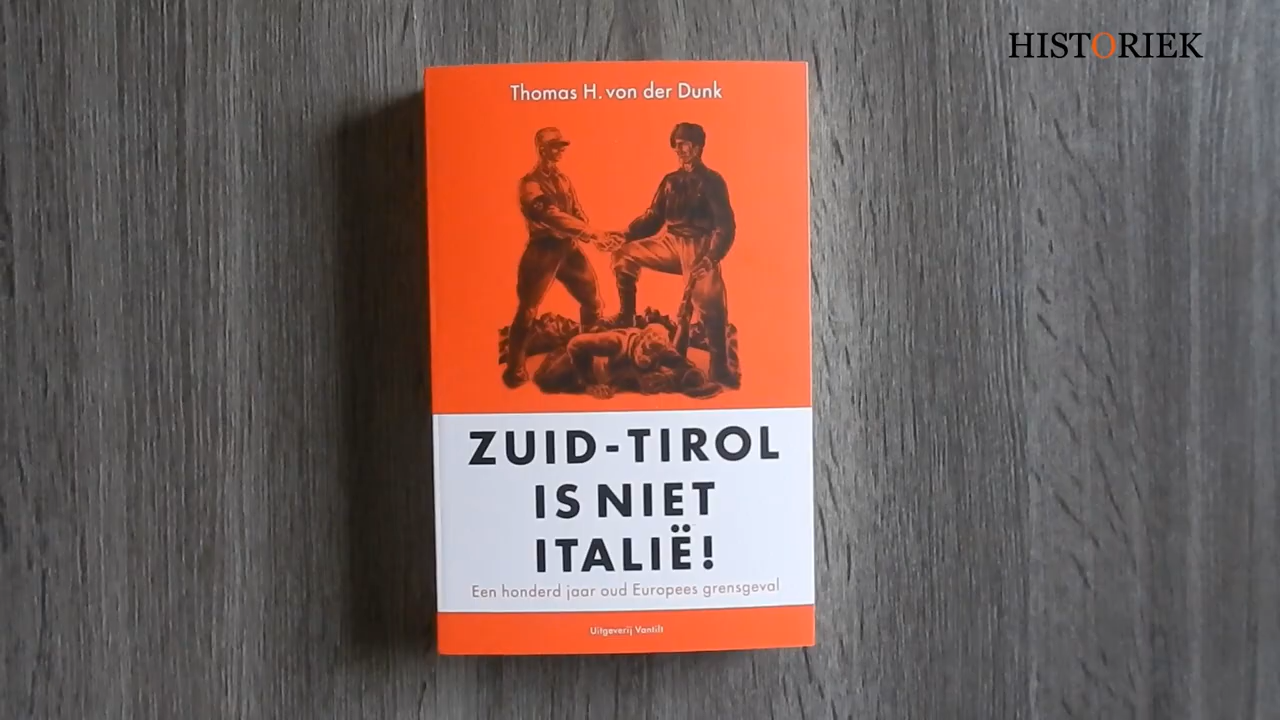 HISTORIEK
Thomas H. von der Dunk
ZUID-TIROL
IS NIET
ITALIË!
Een honderd jaar oud Europees grensgeval
Uitgeverij Vantilt